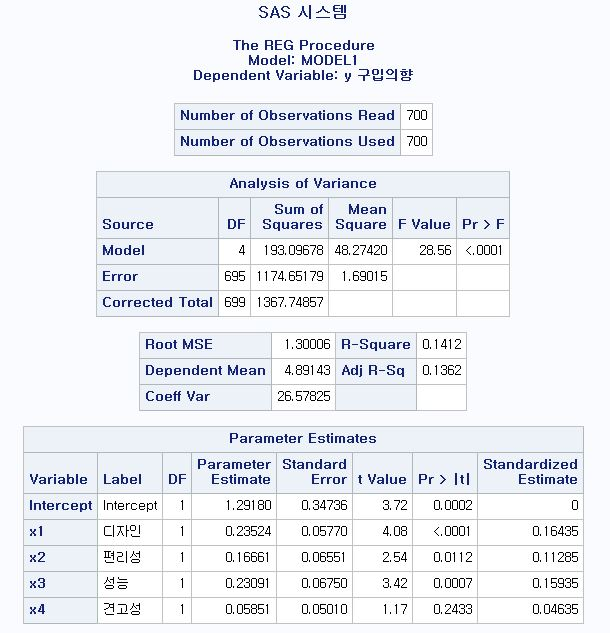 SAS 시스템
The REG Procedure
Model: MODEL1
Dependent Variable: y 구입의향
Number of Observations Read 700
Number of Observations Used 700
Analysis of Variance
Source DF Sum of Squares Mean Square F Value Pr > F
Model 4 193.09678 48.27420 28.56 <.0001
Error 695 1174.65179 1.69015
Corrected Total 699 1367.74857
Root MSE 1.30006 R-Square 0.1412
Dependent Mean 4.89143 Adj R-Sq 0.1362
Coeff Var 26.57825
Parameter Estimates
Variable Label DF Parameter Estimate Standard Error t Value Pr > |t| Standardized Estimate
Intercept Intercept 1 1.29180 0.34736 3.72 0.0002 0
x1 디자인 1 0.23524 0.05770 4.08 <.0001 0.16435
x2 편리성 1 0.16661 0.06551 2.54 0.0112 0.11285
x3 성능 1 0.23091 0.06750 3.42 0.0007 0.15935
x4 견고성 1 0.05851 0.05010 1.17 0.2433 0.04635